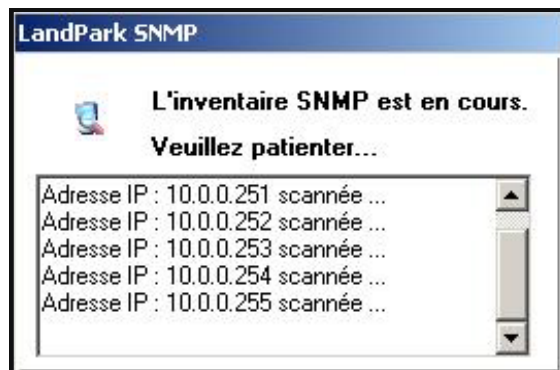 LandPark SNMP
L'inventaire SNMP est en cours.
Veuillez patienter...
Adresse IP : 10.0.0.251 scannée ...
Adresse IP : 10.0.0.252 scannée ...
Adresse IP : 10.0.0.253 scannée ...
Adresse IP : 10.0.0.254 scannée ...
Adresse IP : 10.0.0.255 scannée ...